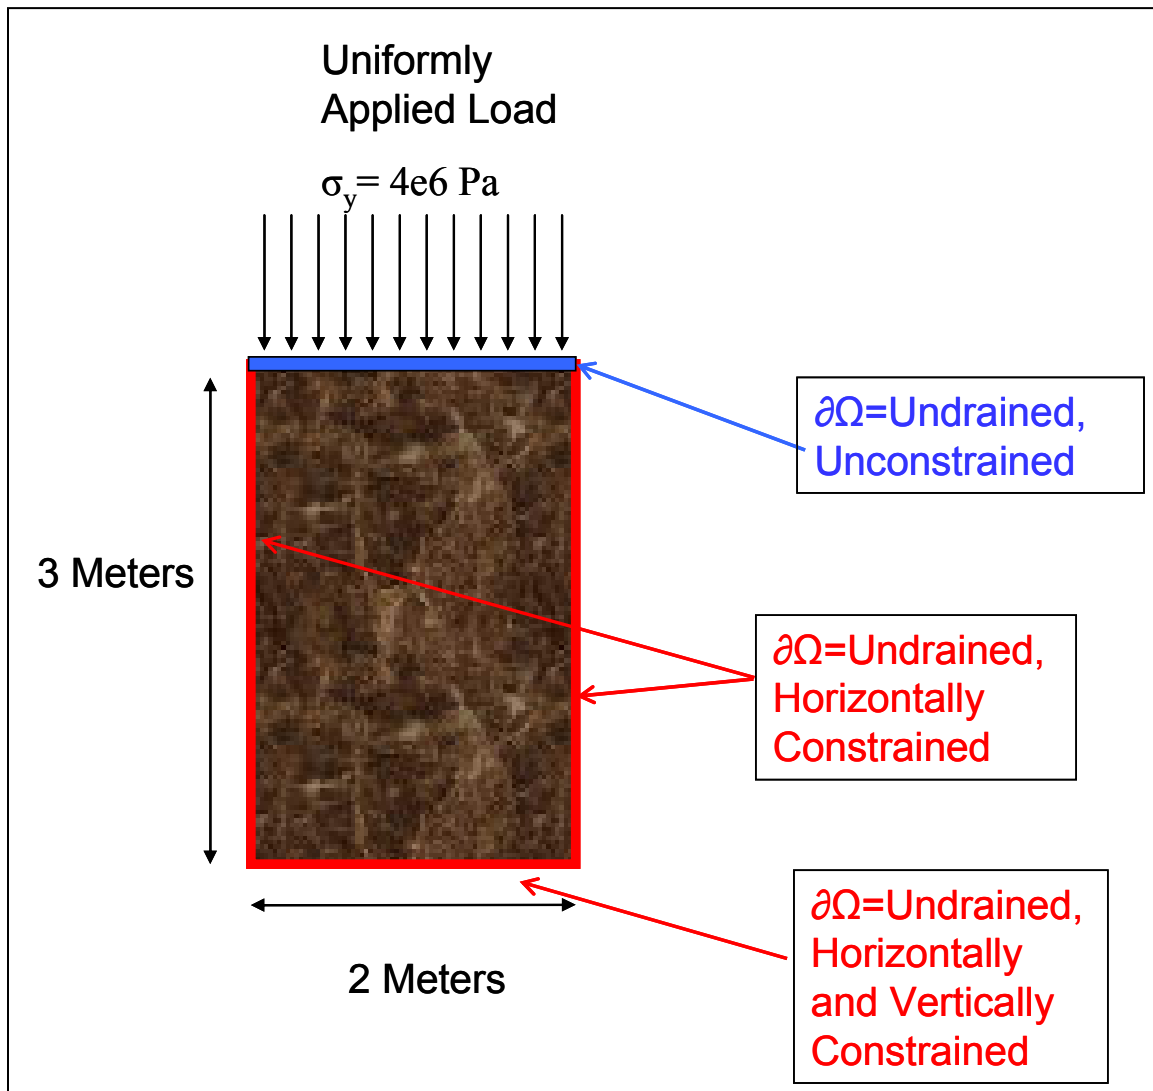 Uniformly
Applied Load
σy= 4e6 Pa
∂Ω=Undrained,
Unconstrained
3 Meters
∂Ω=Undrained,
Horizontally
Constrained
∂Ω=Undrained,
Horizontally
and Vertically
Constrained
2 Meters